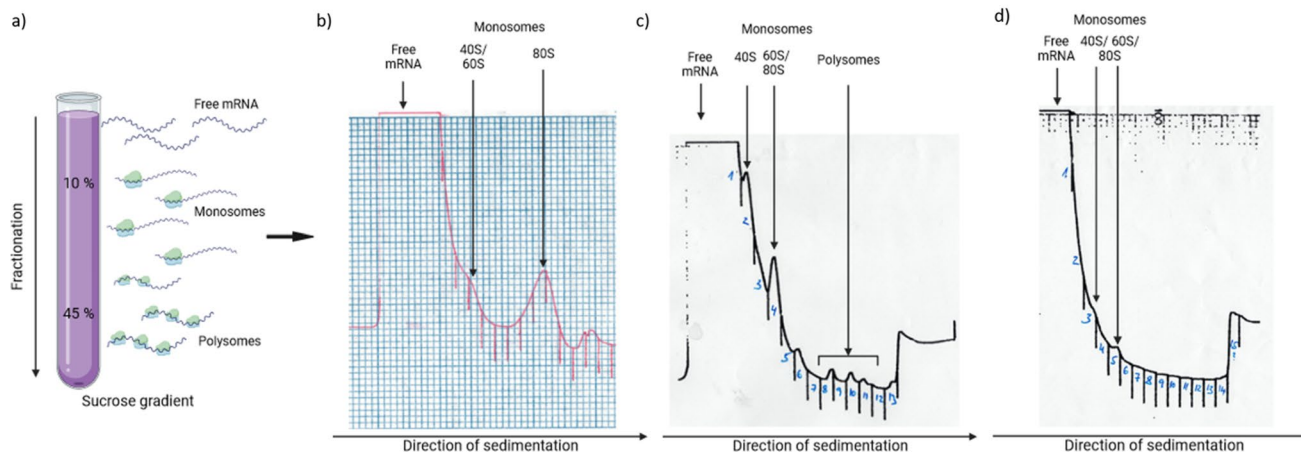 a)
Fractionation
10 %
45 %
Free mRNA
Monosomes
Polysomes
Sucrose gradient
b)
Monosomes
Free
mRNA
40S/
60S
80S
Direction of sedimentation
c)
Monosomes
Free
mRNA
40S
60S/
80S
Polysomes
1
2
3
4
5
6
7
8
9
10
11
12
13
Direction of sedimentation
d)
Monosomes
Free
mRNA
40S/
80S
60S/
1
2
3
4
5
6
7
8
9
10
11
12
13
14
15
Direction of sedimentation